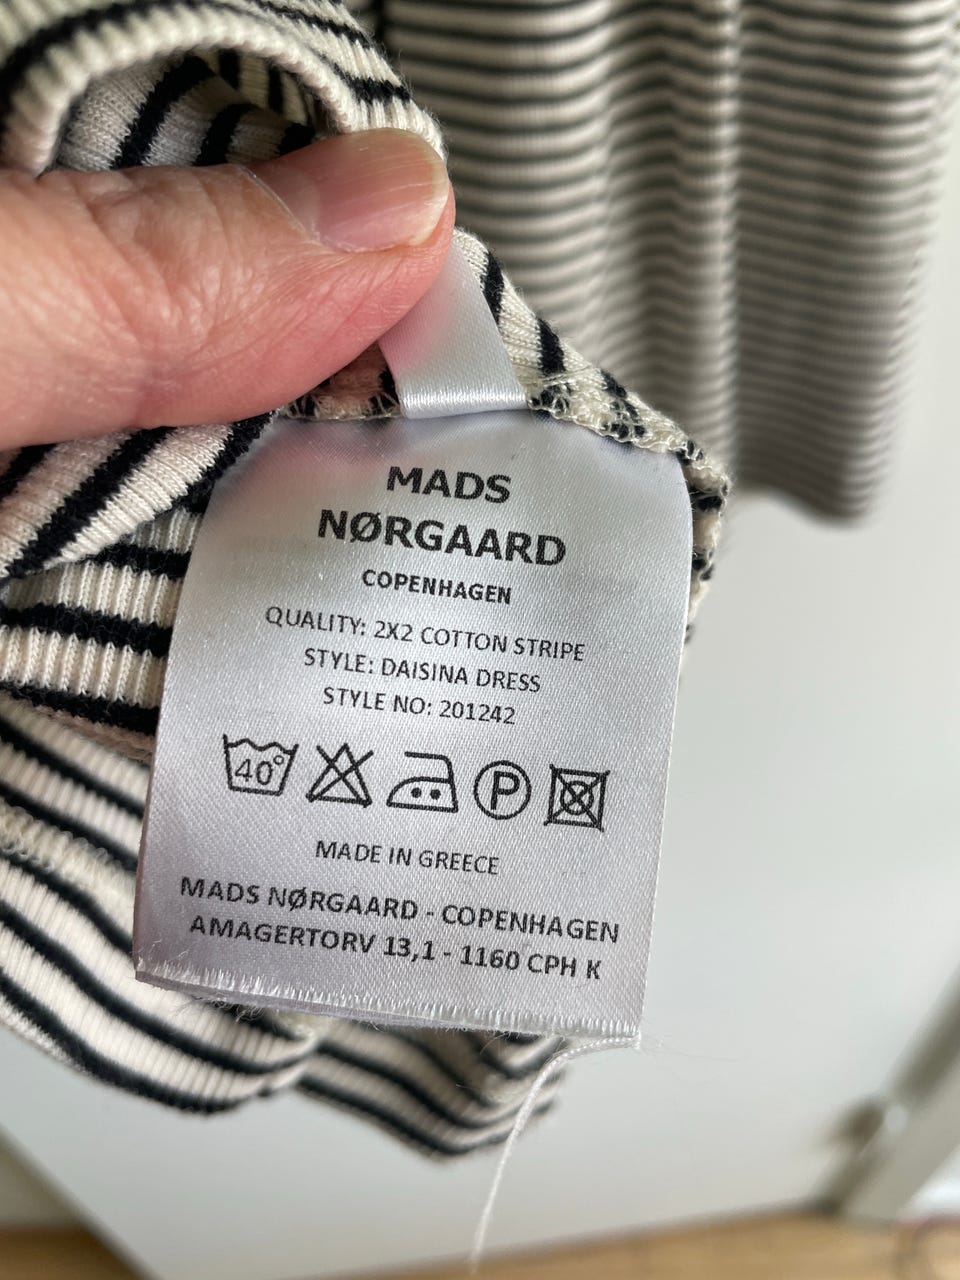 MADS
NØRGAARD
COPENHAGEN
QUALITY: 2X2 COTTON STRIPE
STYLE: DAISINA DRESS
STYLE NO: 201242
40°
P
MADE IN GREECE
MADS NØRGAARD - COPENHAGEN
AMAGERTORV 13,1 - 1160 CPH K